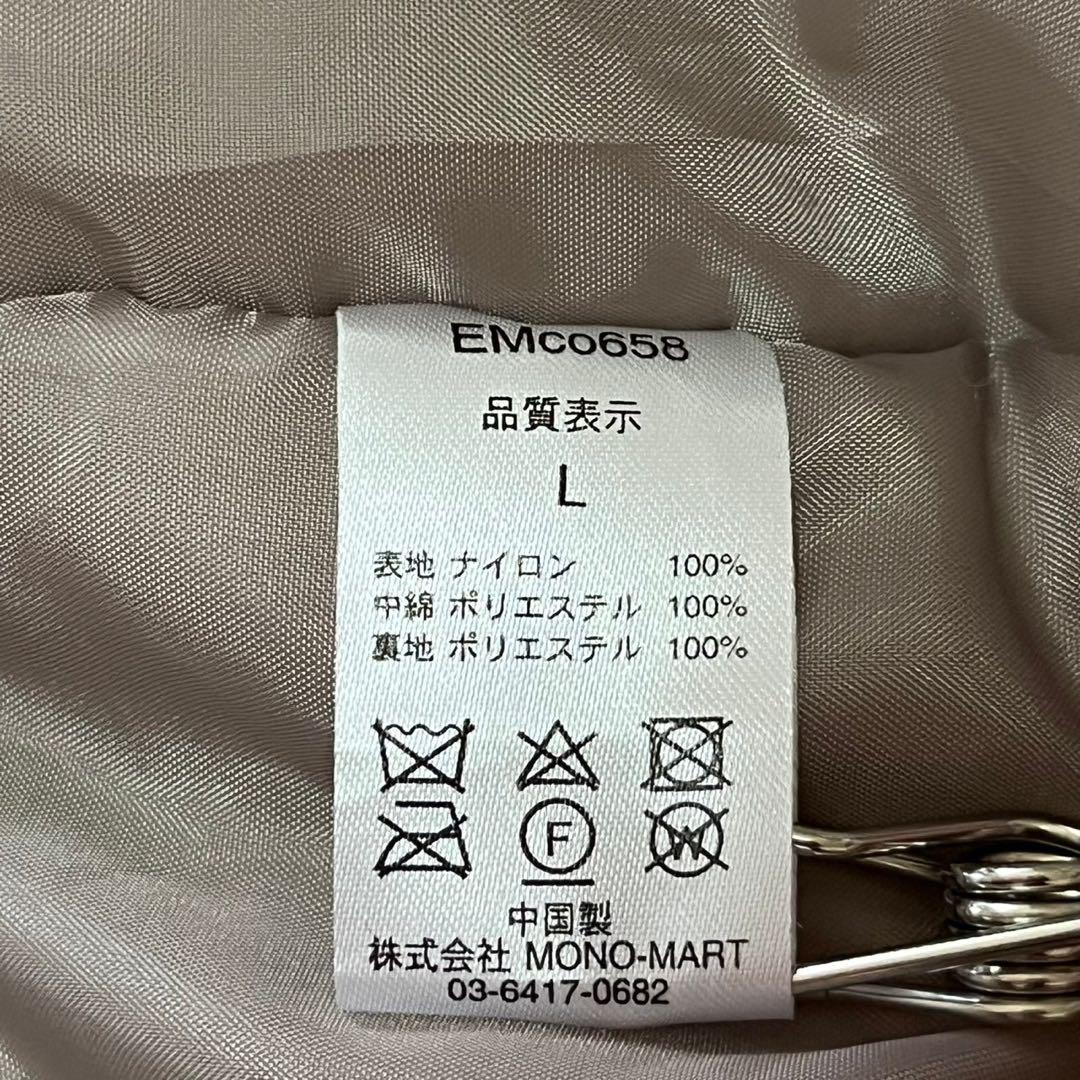 EMco658
品質表示
L
表地 ナイロン 100%
中綿 ポリエステル 100%
裏地 ポリエステル 100%
F W
中国製
株式会社 MONO-MART
03-6417-0682